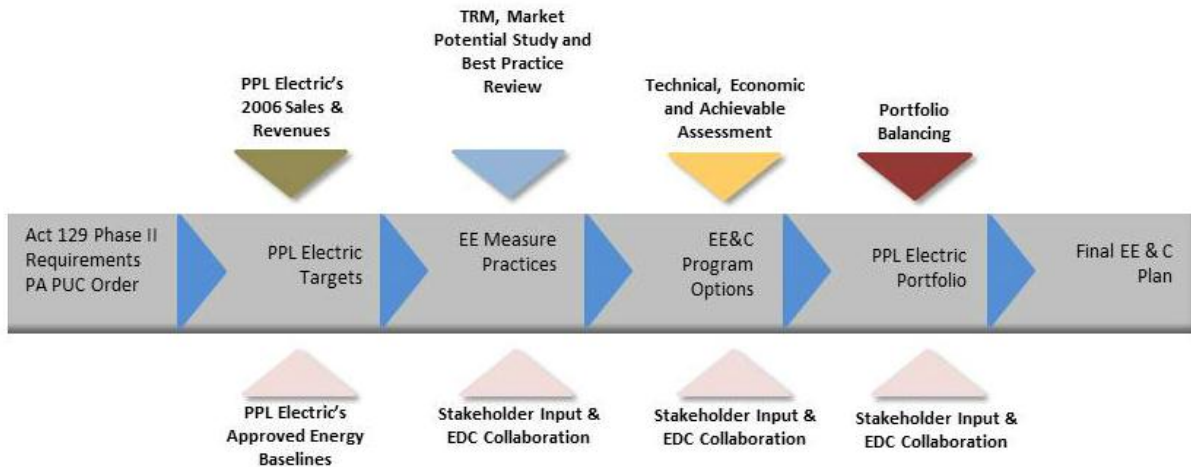 TRM, Market
Potential Study and
Best Practice
Review
PPL Electric's
2006 Sales &
Revenues
Technical, Economic
and Achievable
Assessment
Portfolio
Balancing
Act 129 Phase II
Requirements
PA PUC Order
PPL Electric
Targets
EE Measure
Practices
EE&C
Program
Options
PPL Electric
Portfolio
Final EE & C
Plan
PPL Electric's
Approved Energy
Baselines
Stakeholder Input &
EDC Collaboration
Stakeholder Input &
EDC Collaboration
Stakeholder Input &
EDC Collaboration